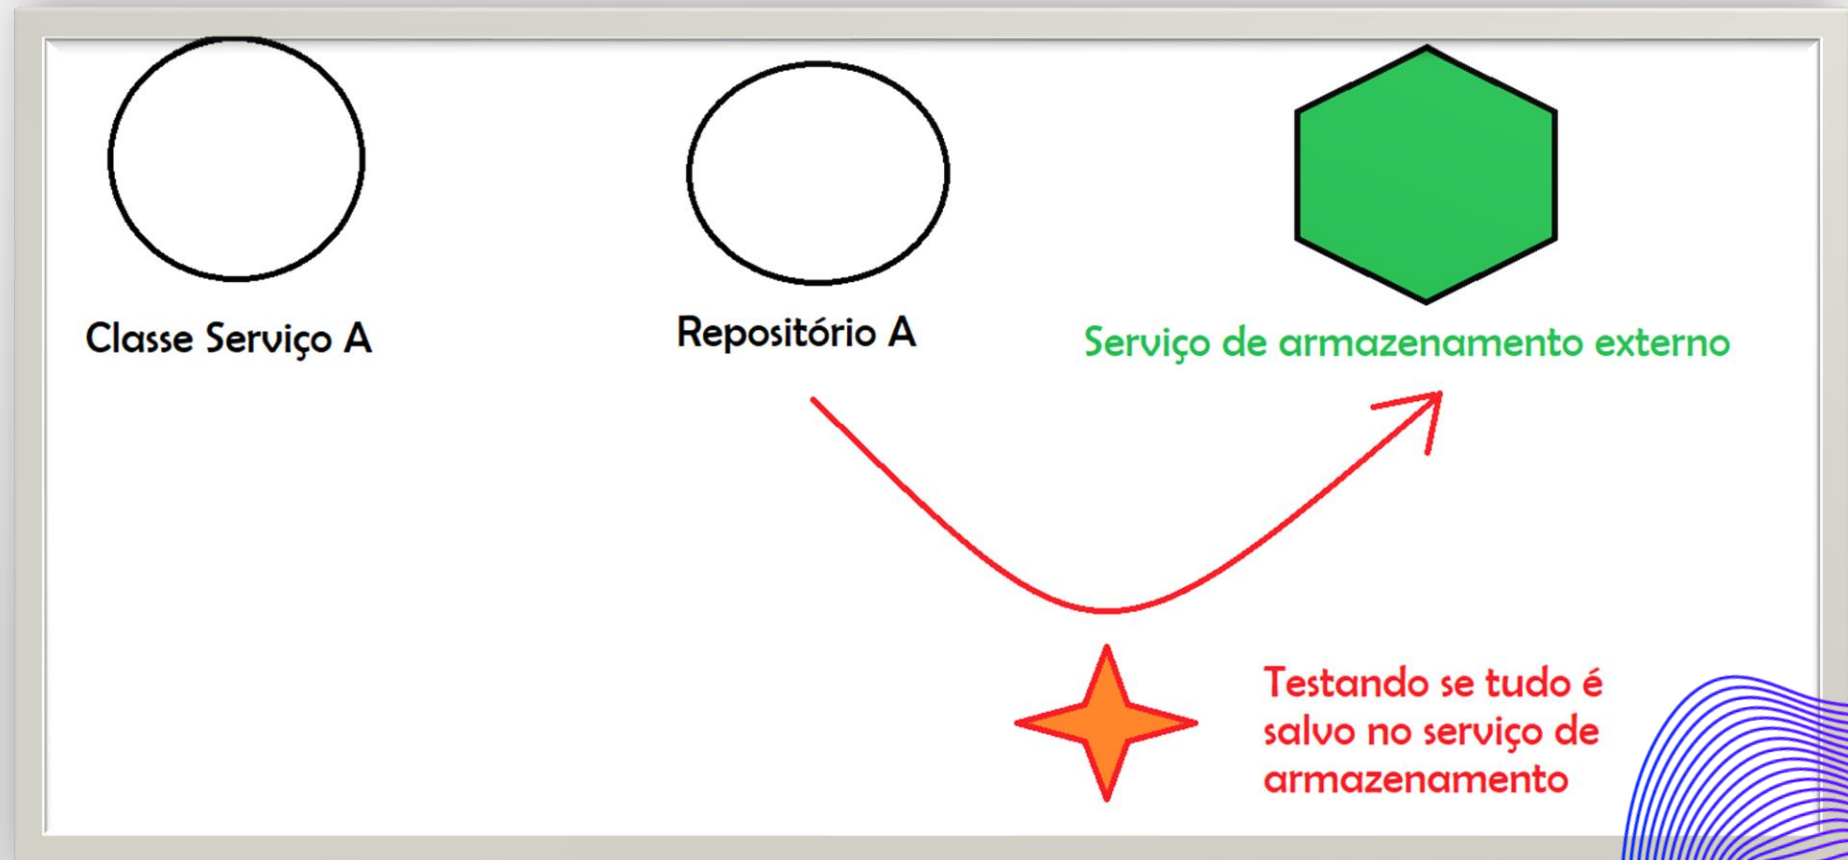 Classe Serviço A
Repositório A
Serviço de armazenamento externo
Testando se tudo é
salvo no serviço de
armazenamento